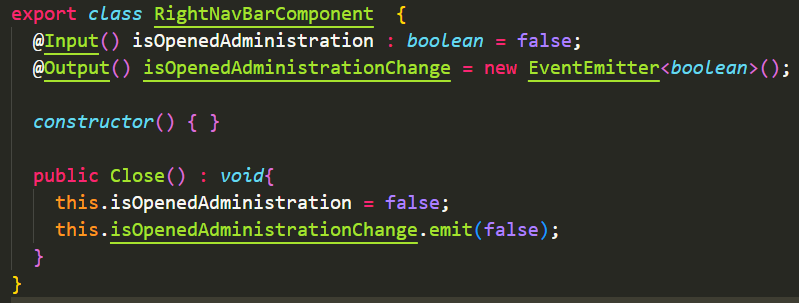 export class RightNavBarComponent  {
  @Input() isOpenedAdministration : boolean = false;
  @Output() isOpenedAdministrationChange = new EventEmitter<boolean>();
  constructor() { }
  public Close() : void{
    this.isOpenedAdministration = false;
    this.isOpenedAdministrationChange.emit(false);
  }
}